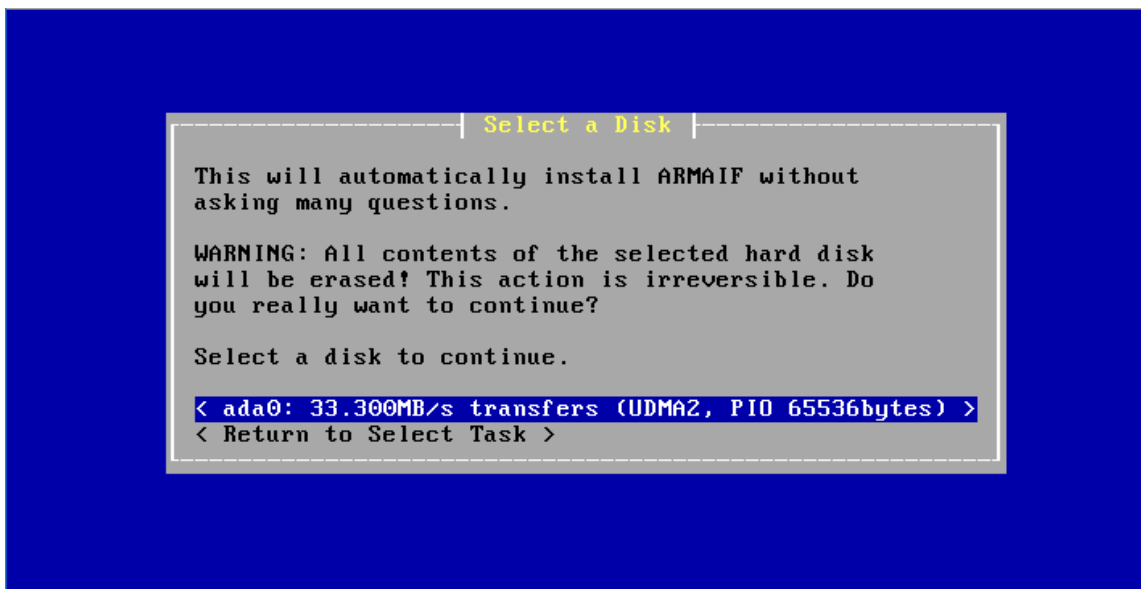 Select a Disk
This will automatically install ARMAIF without
asking many questions.
WARNING: All contents of the selected hard disk
will be erased! This action is irreversible. Do
you really want to continue?
Select a disk to continue.
< ada0: 33.300MB/s transfers (UDMA2, PIO 65536bytes) >
< Return to Select Task >